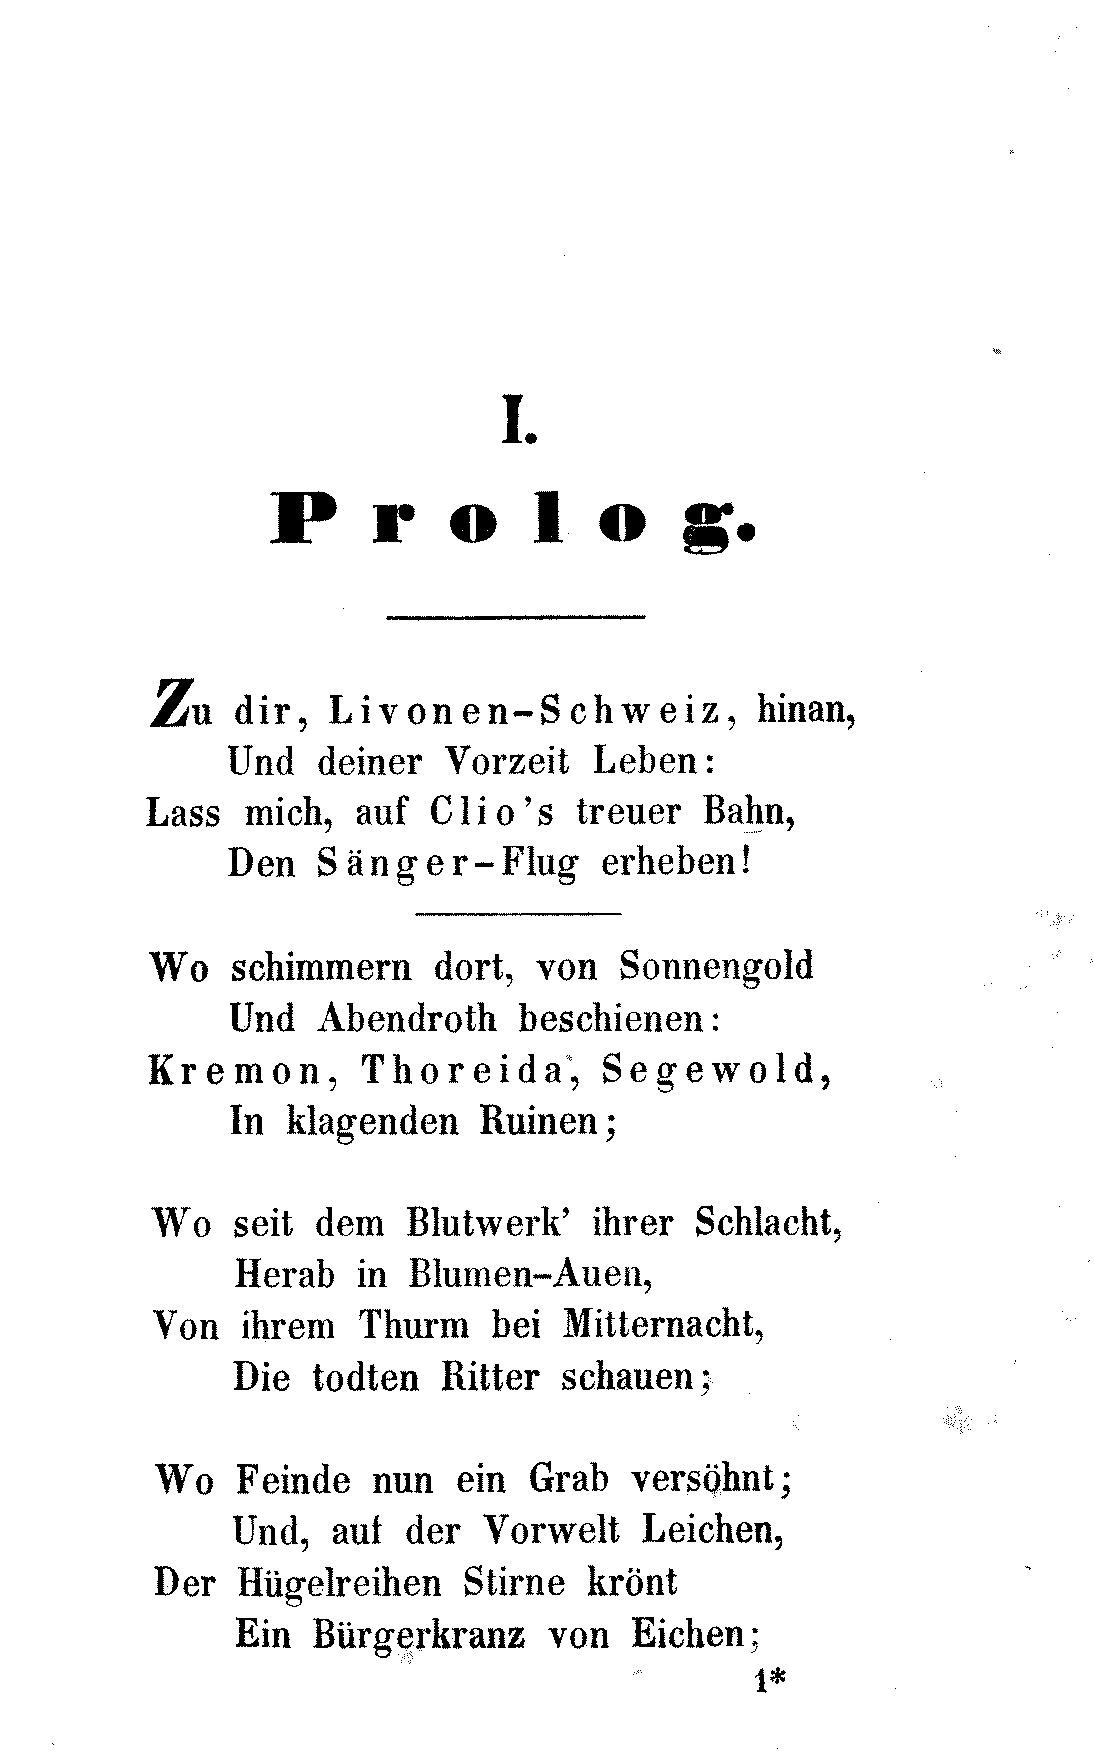 I.
Prolog.
Zu dir, Livonen-Schweiz, hinan,
Und deiner Vorzeit Leben:
Lass mich, auf Clio's treuer Bahn,
Den Sänger-Flug erheben!
Wo schimmern dort, von Sonnengold
Und Abendroth beschienen:
Kremon, Thoreida, Segewold,
In klagenden Ruinen;
Wo seit dem Blutwerk' ihrer Schlacht,
Herab in Blumen-Auen,
Von ihrem Thurm bei Mitternacht,
Die todten Ritter schauen;
Wo Feinde nun ein Grab versöhnt;
Und, auf der Vorwelt Leichen,
Der Hügelreihen Stirne krönt
Ein Bürgerkranz von Eichen;
1*